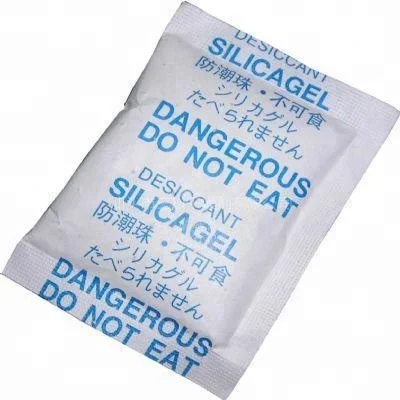 DESICCANT
SILICAGEL
防潮珠・不可食
シリカグル
たべられません
DANGEROUS
DO NOT EAT
DESICCANT
SILICAGEL
防潮珠・不可食
シリカグル
たべられません
DANGEROUS
DO NOT EAT